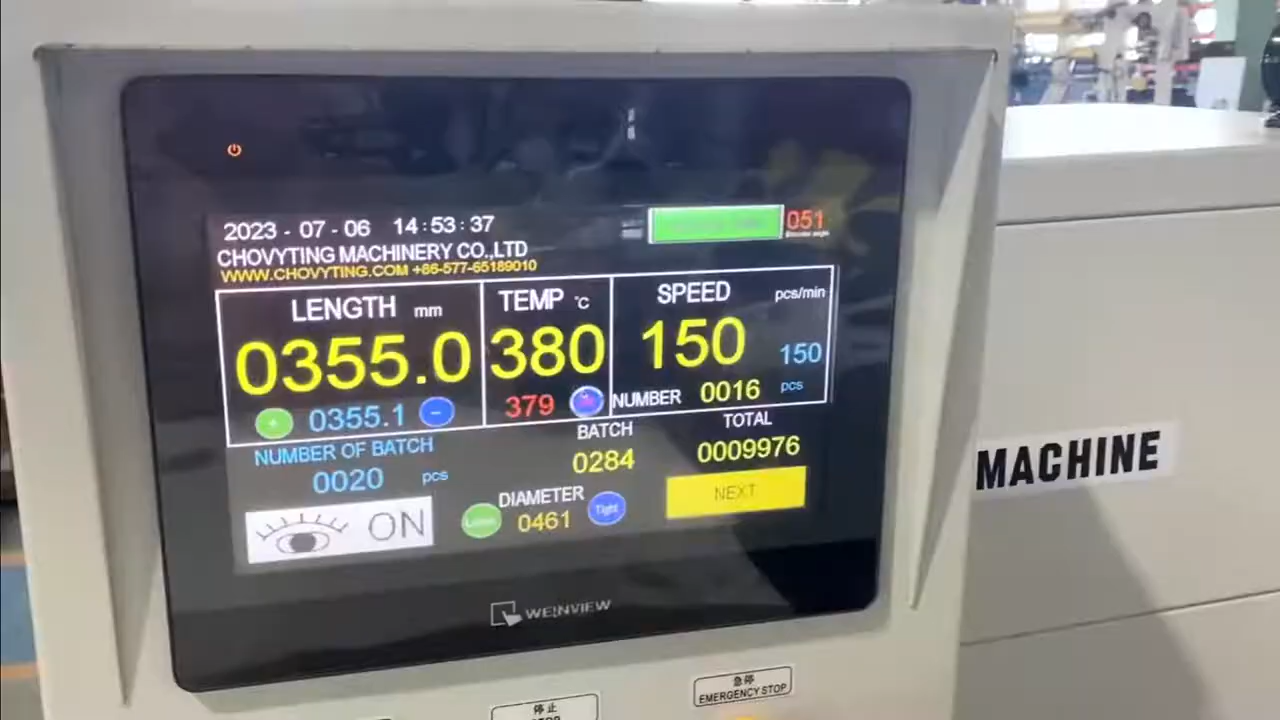 2023 - 07 - 06 14:53:37
051
CHOVYTING MACHINERY CO.,LTD
WWW.CHOVYTING.COM +86-577-65189010
LENGTH mm
TEMP °C
SPEED pcs/min
0355.0
380
150
150
0355.1
379
NUMBER 0016 pcs
NUMBER OF BATCH
BATCH
TOTAL
0020 pcs
0284
0009976
ON
DIAMETER
0461
Tight
NEXT
WEINVIEW
MACHINE
急停
EMERGENCY STOP
停止